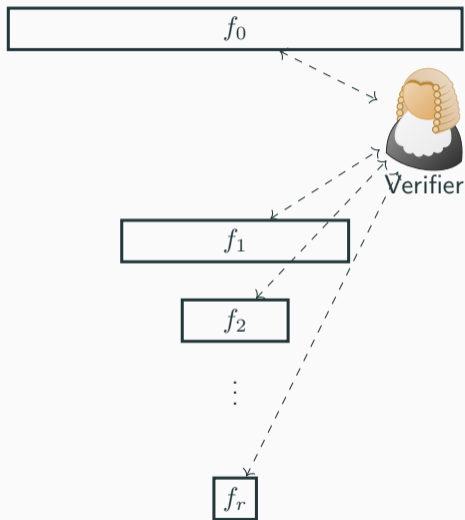 f₀
Verifier
f₁
f₂
⋮
fᵣ